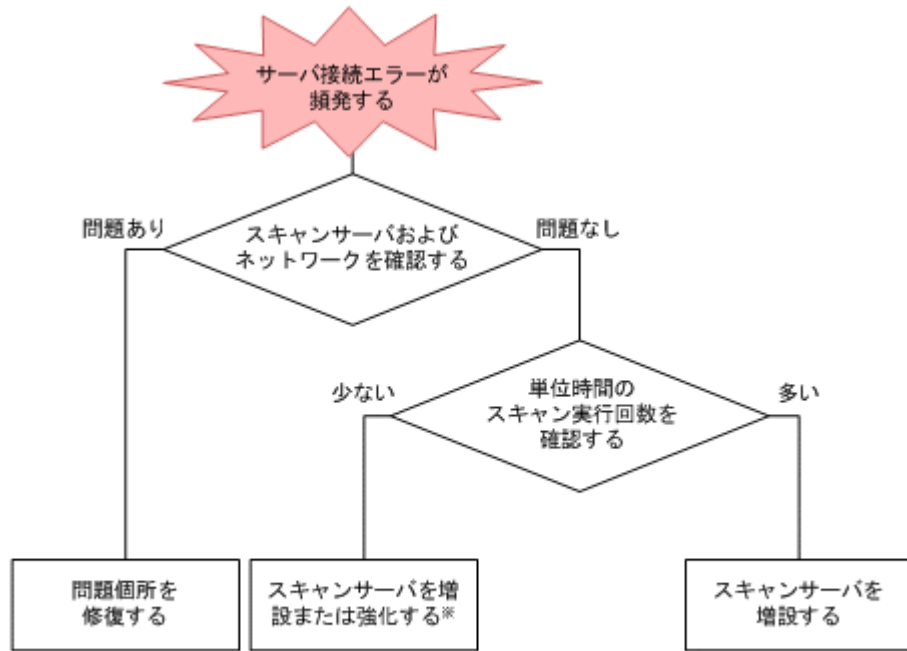 サーバ接続エラーが
頻発する
問題あり
問題なし
スキャンサーバおよび
ネットワークを確認する
少ない
多い
単位時間の
スキャン実行回数を
確認する
問題個所を
修復する
スキャンサーバを増
設または強化する※
スキャンサーバを
増設する